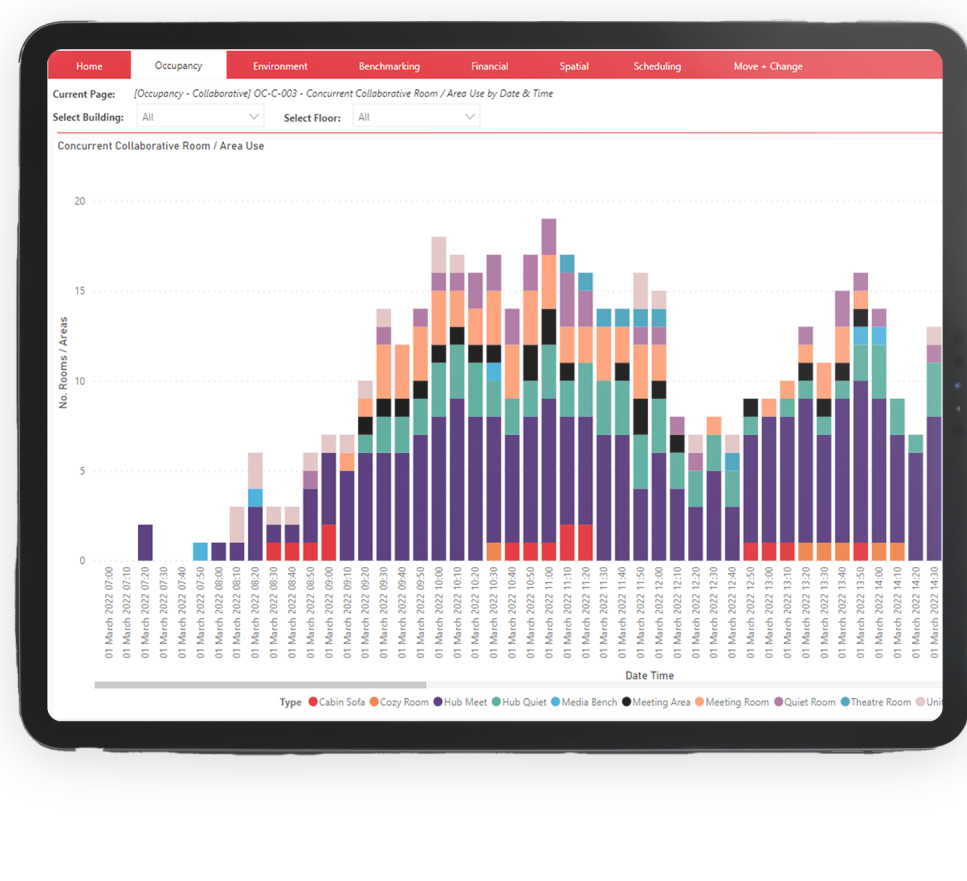 Home Occupancy Environment Benchmarking Financial Spatial Scheduling Move + Change
Current Page: [Occupancy - Collaborative] OC-C-003 - Concurrent Collaborative Room / Area Use by Date & Time
Select Building: All Select Floor: All
Concurrent Collaborative Room / Area Use
20
15
10
5
0
No. Rooms / Areas
01 March 2022 07:00
01 March 2022 07:10
01 March 2022 07:20
01 March 2022 07:30
01 March 2022 07:40
01 March 2022 07:50
01 March 2022 08:00
01 March 2022 08:10
01 March 2022 08:20
01 March 2022 08:30
01 March 2022 08:40
01 March 2022 08:50
01 March 2022 09:00
01 March 2022 09:10
01 March 2022 09:20
01 March 2022 09:30
01 March 2022 09:40
01 March 2022 09:50
01 March 2022 10:00
01 March 2022 10:10
01 March 2022 10:20
01 March 2022 10:30
01 March 2022 10:40
01 March 2022 10:50
01 March 2022 11:00
01 March 2022 11:10
01 March 2022 11:20
01 March 2022 11:30
01 March 2022 11:40
01 March 2022 11:50
01 March 2022 12:00
01 March 2022 12:10
01 March 2022 12:20
01 March 2022 12:30
01 March 2022 12:40
01 March 2022 12:50
01 March 2022 13:00
01 March 2022 13:10
01 March 2022 13:20
01 March 2022 13:30
01 March 2022 13:40
01 March 2022 13:50
01 March 2022 14:00
01 March 2022 14:10
01 March 2022 14:20
01 March 2022 14:30
Date Time
Type Cabin Sofa Cozy Room Hub Meet Hub Quiet Media Bench Meeting Area Meeting Room Quiet Room Theatre Room